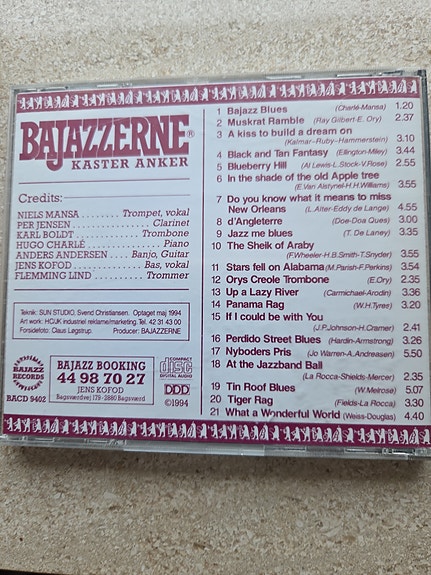 BAJAZZERNE®
KASTER ANKER
Credits:
NIELS MANSA ........ Trompet, vokal
PER JENSEN ........ Clarinet
KARL BOLDT ........ Trombone
HUGO CHARLÉ ........ Piano
ANDERS ANDERSEN ... Banjo, Guitar
JENS KOFOD ........ Bas, vokal
FLEMMING LIND ........ Trommer
Teknik: SUN STUDIO, Svend Christiansen. Optaget maj 1994
Art work: HCJK industriel reklame/marketing. Tel. 42 31 43 00
Forsidefoto: Claus Løgstrup. Producer: BAJAZZERNE
BAJAZZ
RECORDS
BACD 9402
BAJAZZ BOOKING
44 98 70 27
JENS KOFOD
Bagsværdvej 179 - 2880 Bagsværd
COMPACT
disc
DIGITAL AUDIO
DDD
©1994
1 Bajazz Blues (Charlé-Mansa) 1.20
2 Muskrat Ramble (Ray Gilbert-E. Ory) 2.37
3 A kiss to build a dream on
(Kalmar-Ruby-Hammerstein) 3.10
4 Black and Tan Fantasy (Ellington-Miley) 3.44
5 Blueberry Hill (Al Lewis-L.Stock-V.Rose) 2.55
6 In the shade of the old Apple tree
(E.Van Alstynel-H.H.Williams) 3.55
7 Do you know what it means to miss
New Orleans (L.Alter-Eddy de Lange) 4.55
8 d'Angleterre (Doe-Doa Ques) 3.00
9 Jazz me blues (T. De Laney) 3.35
10 The Sheik of Araby
(F.Wheeler-H.B.Smith-T.Snyder) 3.55
11 Stars fell on Alabama (M.Parish-F.Perkins) 3.54
12 Orys Creole Trombone (E.Ory) 2.35
13 Up a Lazy River (Carmichael-Arodin) 3.36
14 Panama Rag (W.H.Tyres) 3.20
15 If I could be with You
(J.P.Johnson-H.Cramer) 2.41
16 Perdido Street Blues (Hardin-Armstrong) 3.26
17 Nyboders Pris (Jo Warren-A.Andreasen) 5.50
18 At the Jazzband Ball
(La Rocca-Shields-Mercer) 2.35
19 Tin Roof Blues (W.Melrose) 5.07
20 Tiger Rag (Fields-La Rocca) 3.30
21 What a Wonderful World (Weiss-Douglas) 4.40